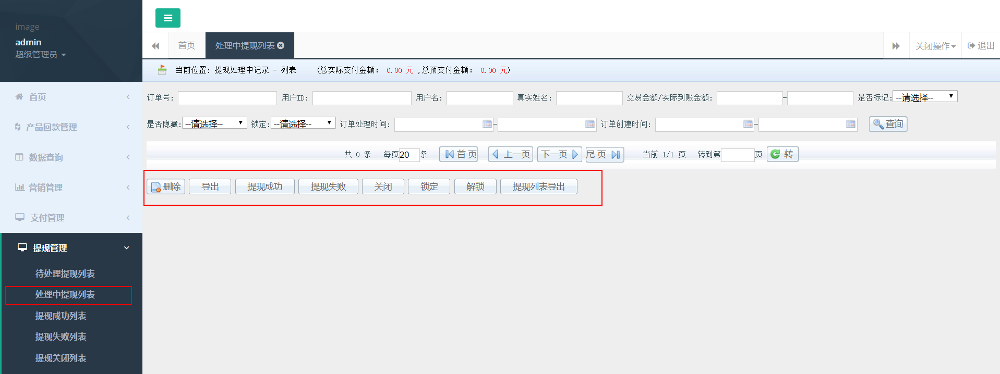 image
admin
超级管理员
首页
产品回款管理
数据查询
营销管理
支付管理
提现管理
待处理提现列表
处理中提现列表
提现成功列表
提现失败列表
提现关闭列表
首页 处理中提现列表 关闭操作 退出
当前位置: 提现处理中记录 - 列表 (总实际支付金额: 0.00 元 ,总预支付金额: 0.00 元)
订单号: 用户ID: 用户名: 真实姓名: 交易金额/实际到账金额: - 是否标记: --请选择--
是否隐藏: --请选择-- 锁定: --请选择-- 订单处理时间: - 订单创建时间: - 查询
共 0 条 每页 20 条 首 页 上一页 下一页 尾 页 当前 1/1 页 转到第 页 转
删除 导出 提现成功 提现失败 关闭 锁定 解锁 提现列表导出